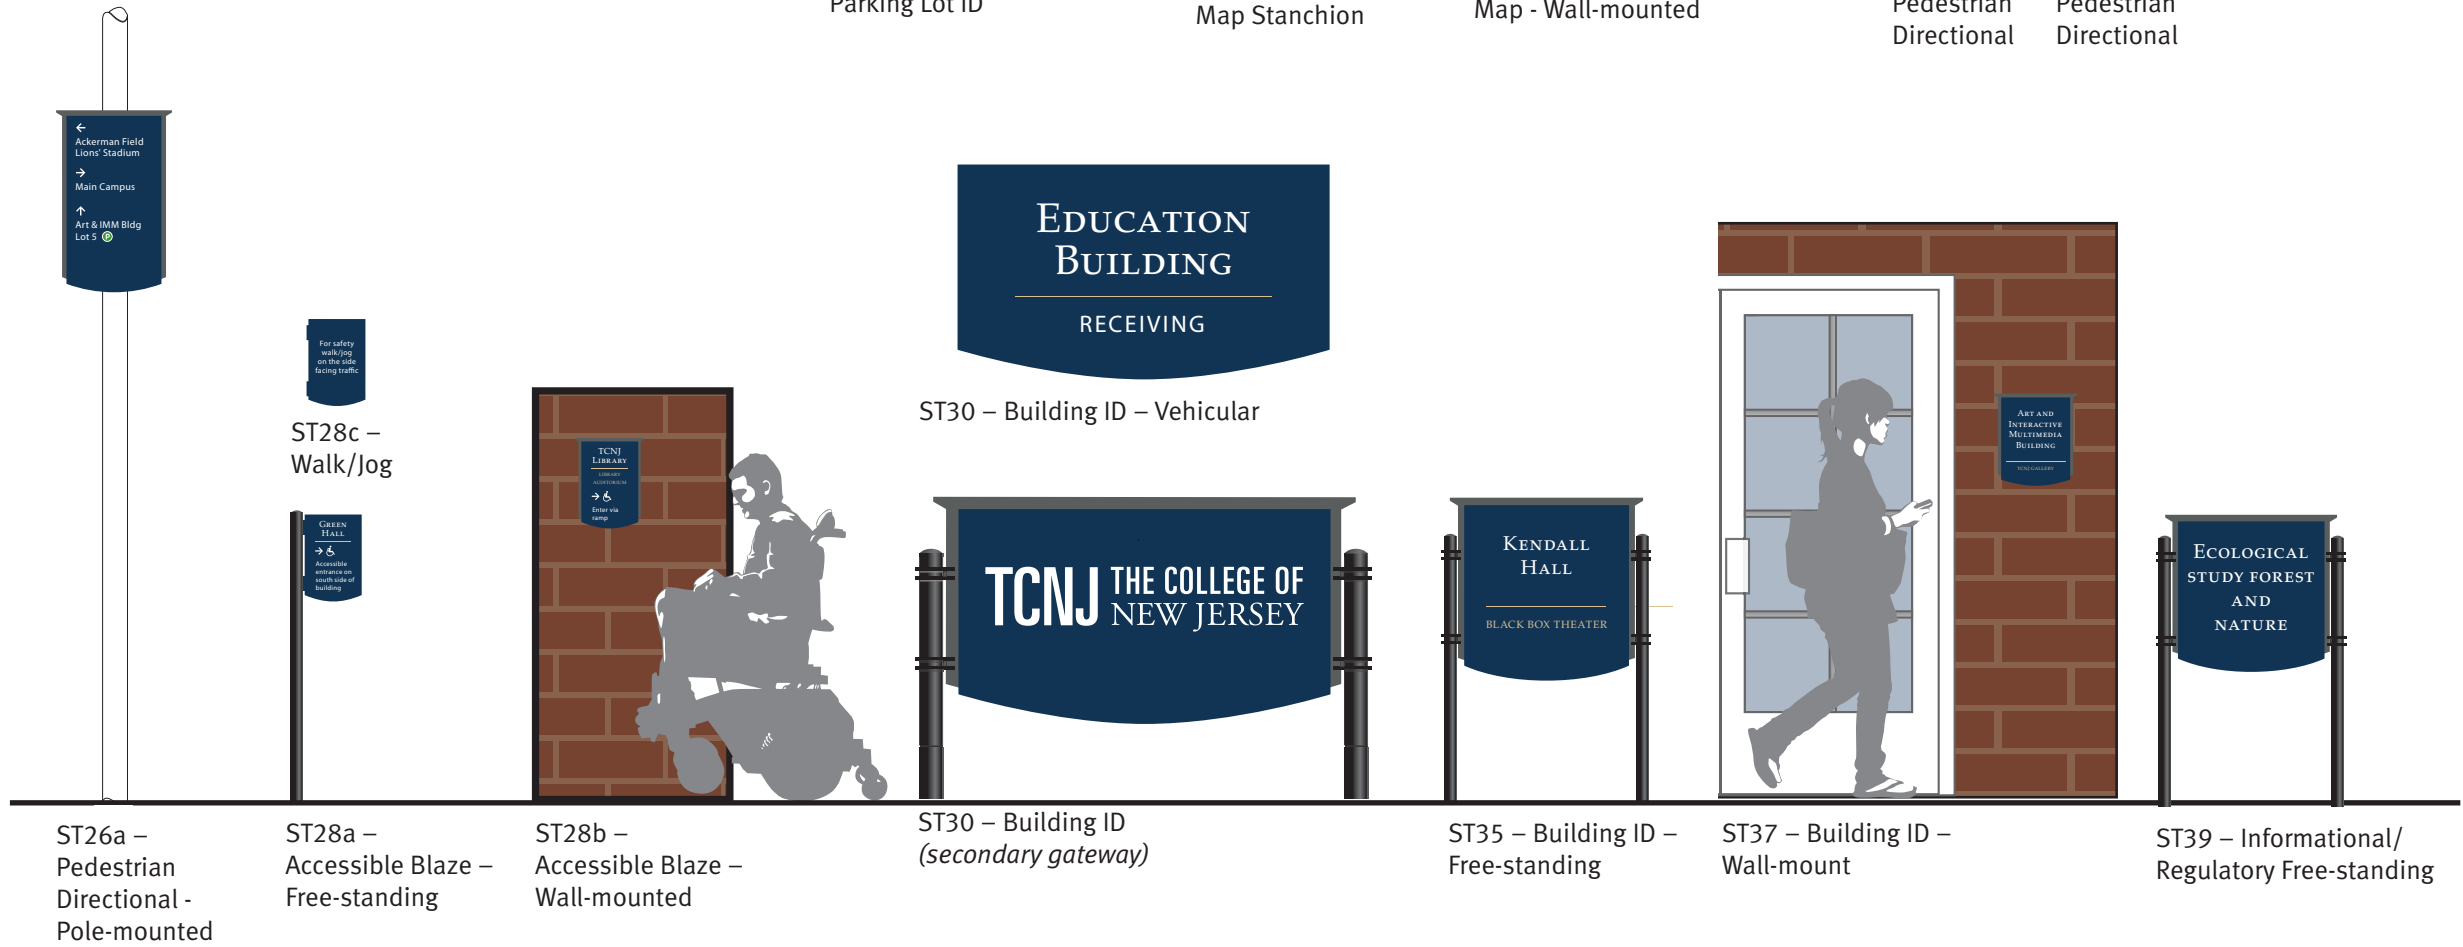 Parking Lot ID
Map Stanchion
Map - Wall-mounted
Pedestrian
Directional
Pedestrian
Directional
←
Ackerman Field
Lions' Stadium
→
Main Campus
↑
Art & IMM Bldg
Lot 5 P
ST26a –
Pedestrian
Directional -
Pole-mounted
For safety
walk/jog
on the side
facing traffic
ST28c –
Walk/Jog
GREEN
HALL
→
Accessible
entrance on
south side of
building
ST28a –
Accessible Blaze –
Free-standing
TCNJ
LIBRARY
LIBRARY
AUDITORIUM
→
Enter via
ramp
ST28b –
Accessible Blaze –
Wall-mounted
EDUCATION
BUILDING
RECEIVING
ST30 – Building ID – Vehicular
TCNJ THE COLLEGE OF
NEW JERSEY
ST30 – Building ID
(secondary gateway)
KENDALL
HALL
BLACK BOX THEATER
ST35 – Building ID –
Free-standing
ART AND
INTERACTIVE
MULTIMEDIA
BUILDING
TCNJ GALLERY
ST37 – Building ID –
Wall-mount
ECOLOGICAL
STUDY FOREST
AND
NATURE
ST39 – Informational/
Regulatory Free-standing